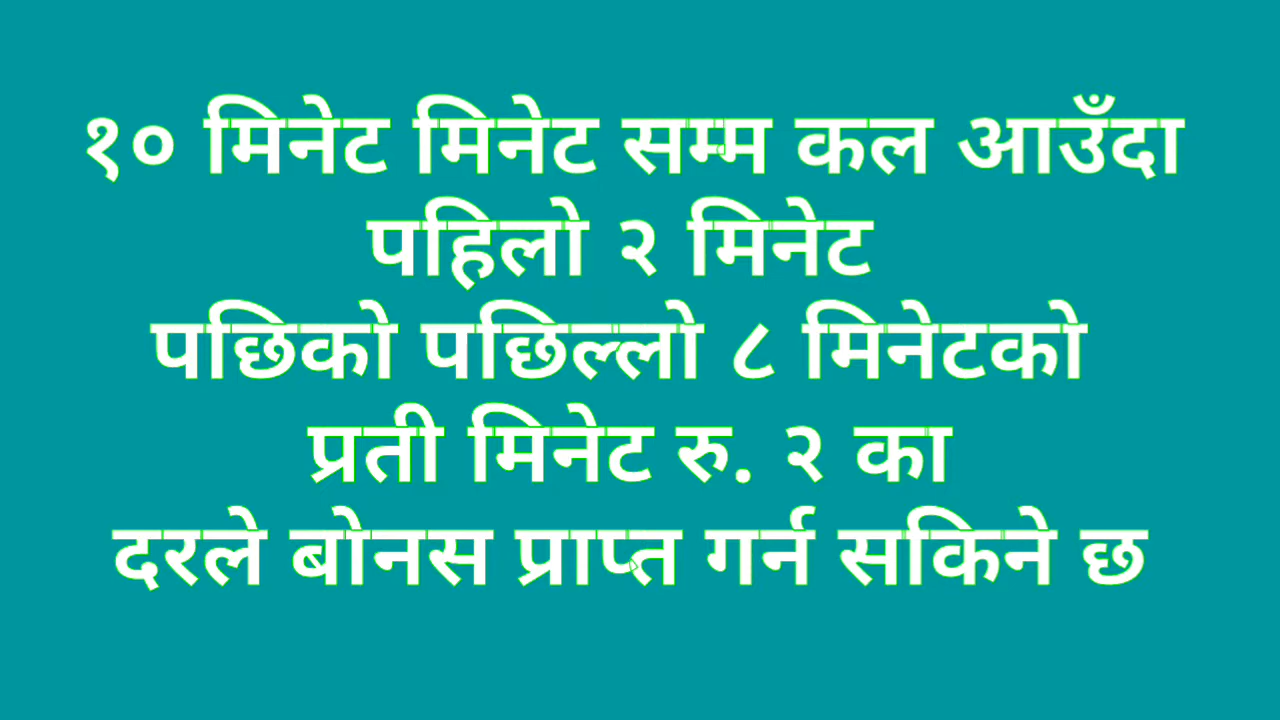 १० मिनेट मिनेट सम्म कल आउँदा
पहिलो २ मिनेट
पछिको पछिल्लो ८ मिनेटको
प्रती मिनेट रु. २ का
दरले बोनस प्राप्त गर्न सकिने छ